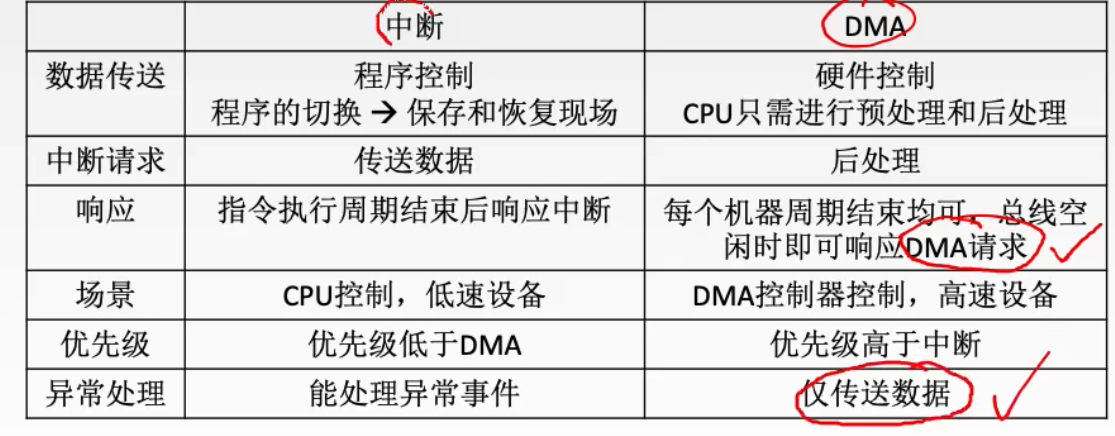 中断
DMA
数据传送
程序控制
程序的切换 → 保存和恢复现场
硬件控制
CPU只需进行预处理和后处理
中断请求
传送数据
后处理
响应
指令执行周期结束后响应中断
每个机器周期结束均可，总线空
闲时即可响应DMA请求
场景
CPU控制，低速设备
DMA控制器控制，高速设备
优先级
优先级低于DMA
优先级高于中断
异常处理
能处理异常事件
仅传送数据